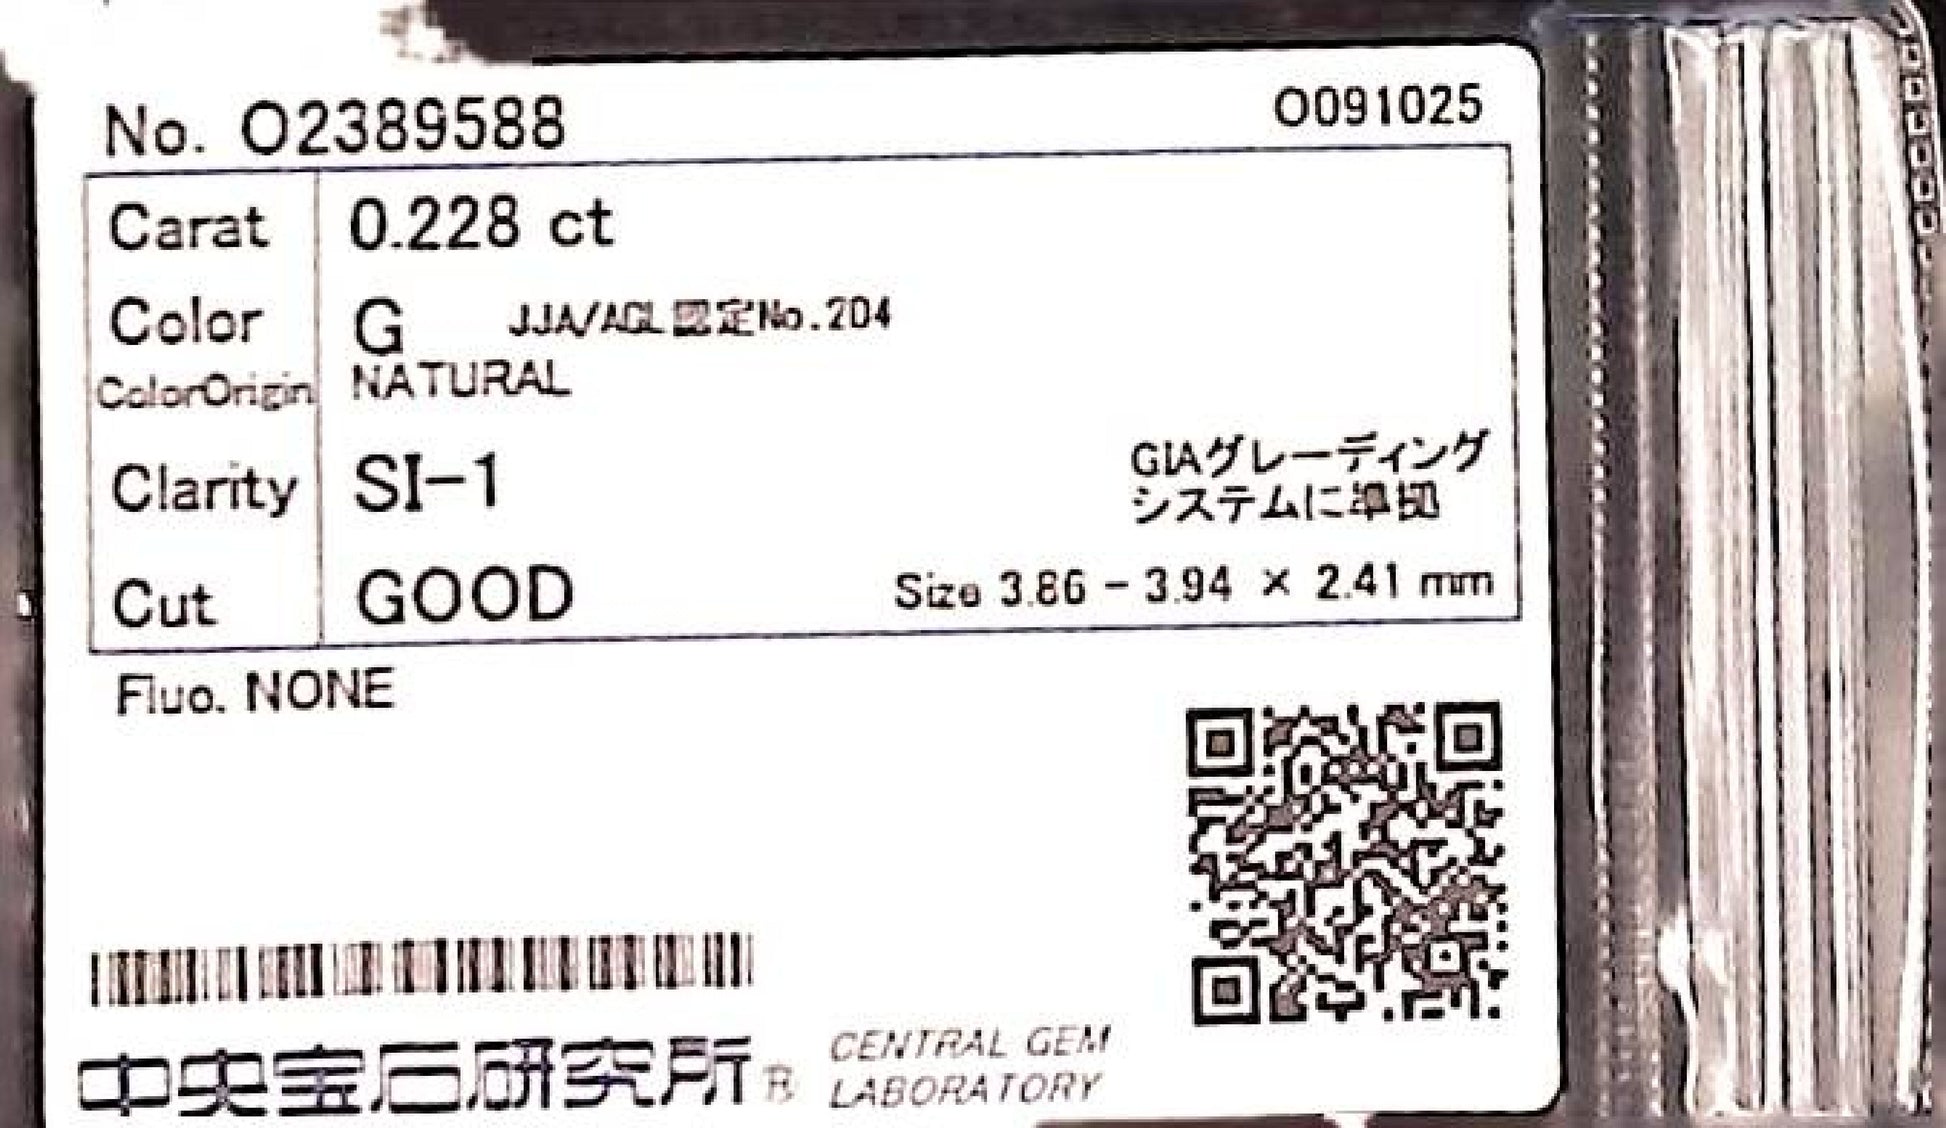 No. O2389588 O091025
Carat 0.228 ct
Color G JJA/AGL認定No.204
ColorOrigin NATURAL
Clarity SI-1
GIAグレーディング
システムに準拠
Cut GOOD Size 3.86 - 3.94 × 2.41 mm
Fluo. NONE
中央宝石研究所 CENTRAL GEM
LABORATORY